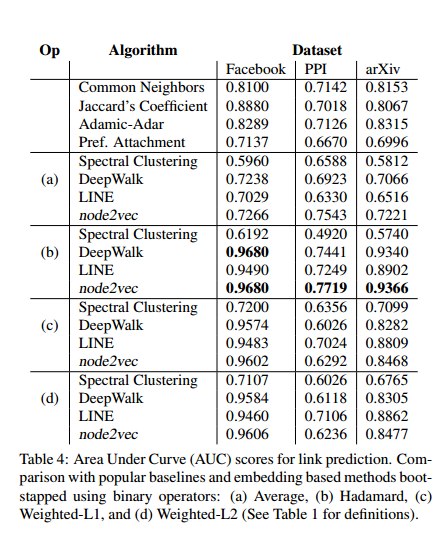 Op Algorithm Dataset
Facebook PPI arXiv
Common Neighbors 0.8100 0.7142 0.8153
Jaccard's Coefficient 0.8880 0.7018 0.8067
Adamic-Adar 0.8289 0.7126 0.8315
Pref. Attachment 0.7137 0.6670 0.6996
Spectral Clustering 0.5960 0.6588 0.5812
(a) DeepWalk 0.7238 0.6923 0.7066
LINE 0.7029 0.6330 0.6516
node2vec 0.7266 0.7543 0.7221
Spectral Clustering 0.6192 0.4920 0.5740
(b) DeepWalk 0.9680 0.7441 0.9340
LINE 0.9490 0.7249 0.8902
node2vec 0.9680 0.7719 0.9366
Spectral Clustering 0.7200 0.6356 0.7099
(c) DeepWalk 0.9574 0.6026 0.8282
LINE 0.9483 0.7024 0.8809
node2vec 0.9602 0.6292 0.8468
Spectral Clustering 0.7107 0.6026 0.6765
(d) DeepWalk 0.9584 0.6118 0.8305
LINE 0.9460 0.7106 0.8862
node2vec 0.9606 0.6236 0.8477
Table 4: Area Under Curve (AUC) scores for link prediction. Com-
parison with popular baselines and embedding based methods boot-
stapped using binary operators: (a) Average, (b) Hadamard, (c)
Weighted-L1, and (d) Weighted-L2 (See Table 1 for definitions).